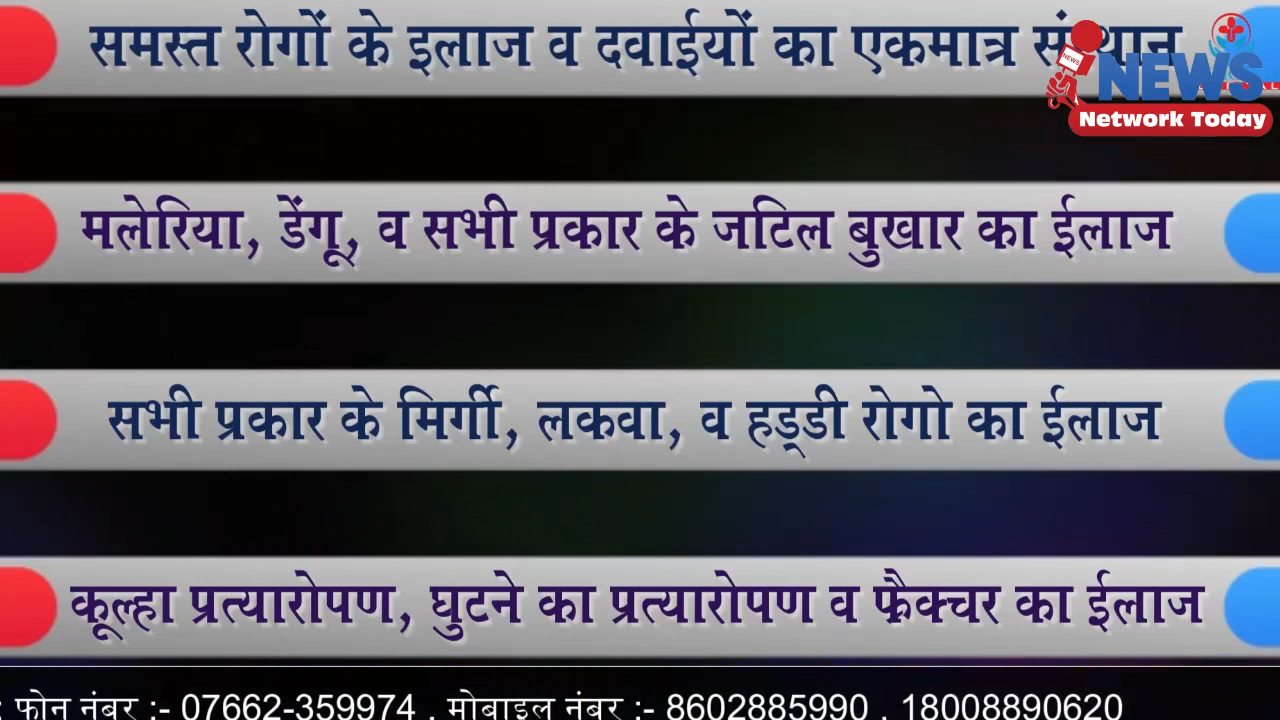 समस्त रोगों के इलाज व दवाईयों का एकमात्र संस्थान
NEWS
NEWS
Network Today
मलेरिया, डेंगू, व सभी प्रकार के जटिल बुखार का ईलाज
सभी प्रकार के मिर्गी, लकवा, व हड्डी रोगो का ईलाज
कूल्हा प्रत्यारोपण, घुटने का प्रत्यारोपण व फ्रैक्चर का ईलाज
: फोन नंबर :- 07662-359974 , मोबाइल नंबर :- 8602885990 , 18008890620